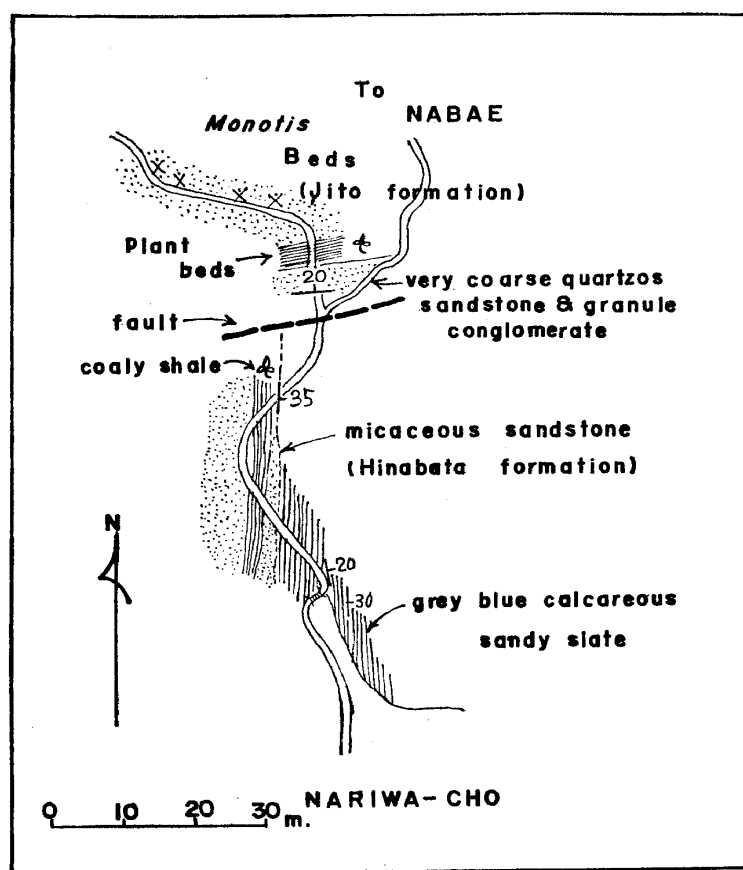 To
NABAE
Monotis
Beds
(Jito formation)
Plant
beds
20
very coarse quartzos
sandstone & granule
conglomerate
fault
coaly shale
35
micaceous sandstone
(Hinabata formation)
N
20
30
grey blue calcareous
sandy slate
NARIWA-CHO
0 10 20 30 m.